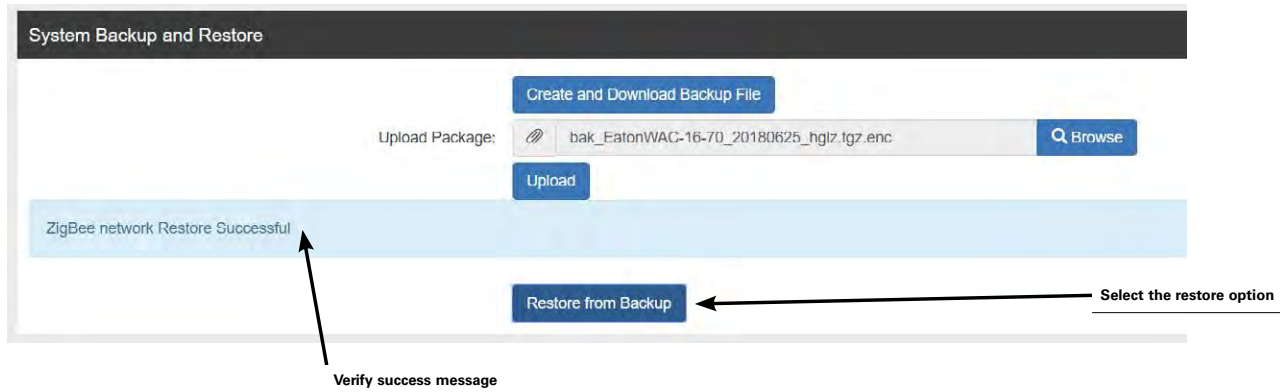 System Backup and Restore
Create and Download Backup File
Upload Package:
bak_EatonWAC-16-70_20180625_hglz.tgz.enc
Browse
Upload
ZigBee network Restore Successful
Restore from Backup
Select the restore option
Verify success message